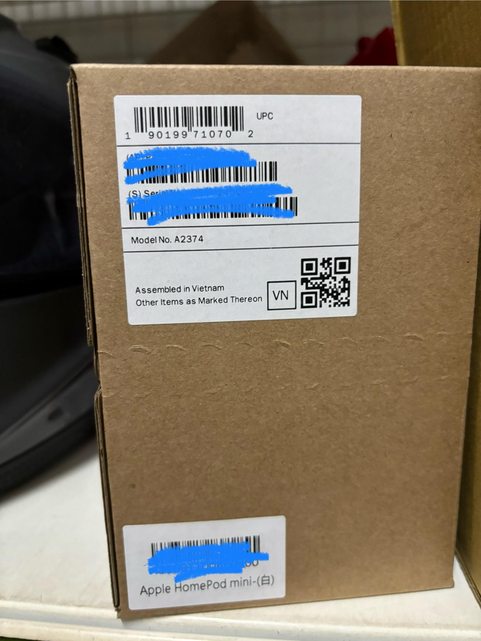 1 90199 71070 2
UPC
(S) Seri
Model No. A2374
Assembled in Vietnam
Other Items as Marked Thereon
VN
Apple HomePod mini-(白)